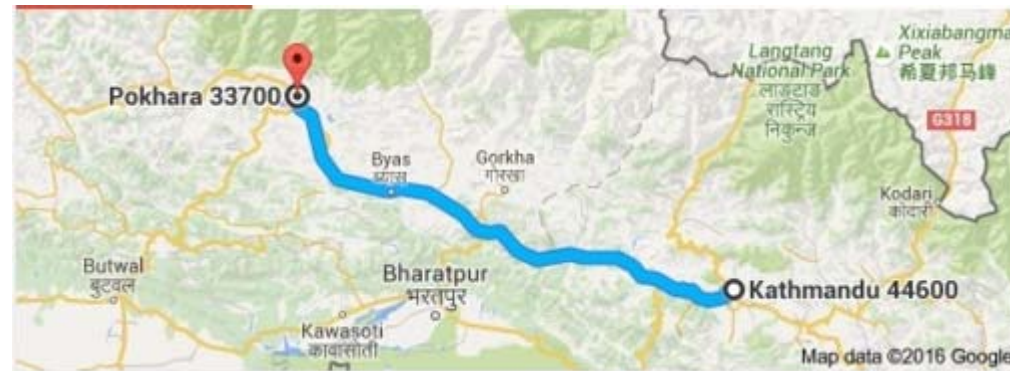 Xixiabangma
Peak
希夏邦马峰
Langtang
National Park
लाङटाङ
रास्ट्रिय
निकुन्ज
Pokhara 33700
G318
Byas
ब्यास
Gorkha
गोरखा
Kodari
कोदारी
Butwal
बुटवल
Bharatpur
भरतपुर
Kathmandu 44600
Kawasoti
कावासोती
Map data ©2016 Google